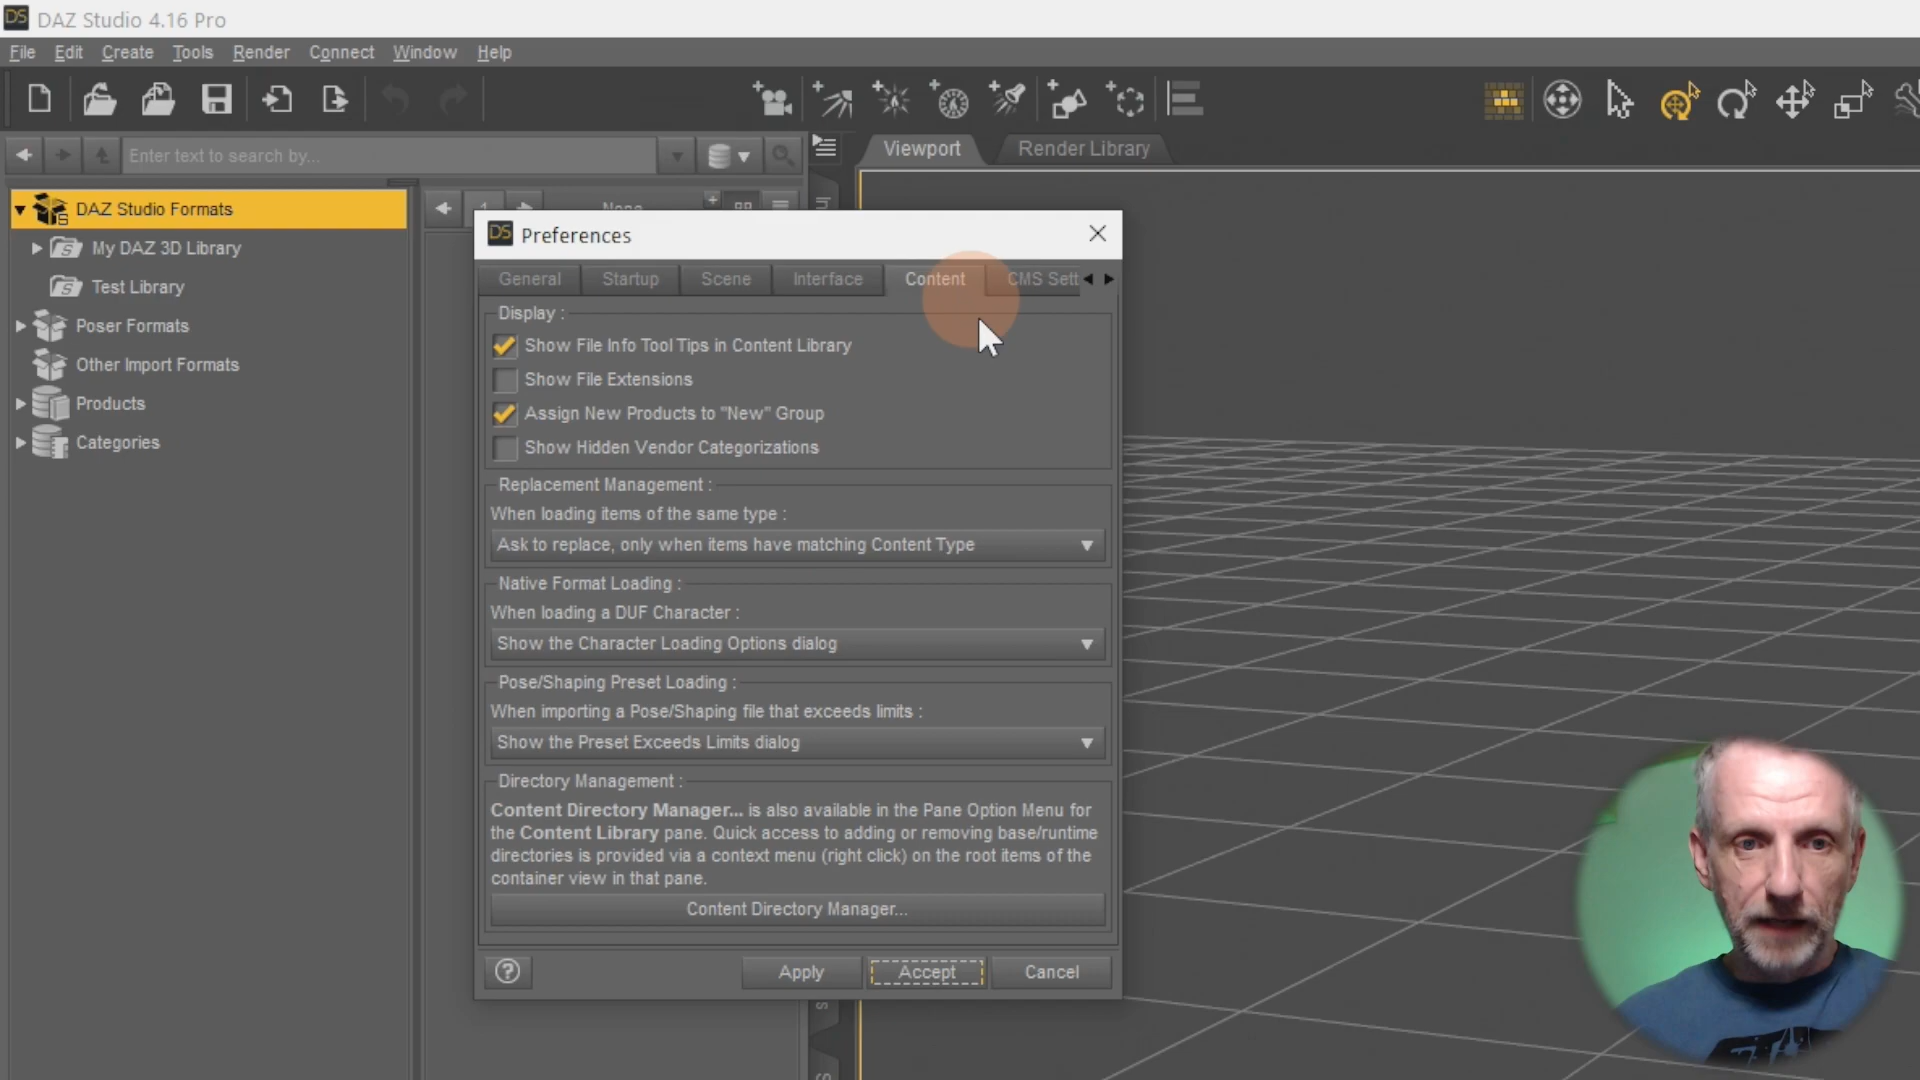 DS DAZ Studio 4.16 Pro
File Edit Create Tools Render Connect Window Help
Enter text to search by...
Viewport Render Library
DAZ Studio Formats
My DAZ 3D Library
Test Library
Poser Formats
Other Import Formats
Products
Categories
1 None
DS Preferences
General Startup Scene Interface Content CMS Sett
Display :
Show File Info Tool Tips in Content Library
Show File Extensions
Assign New Products to "New" Group
Show Hidden Vendor Categorizations
Replacement Management :
When loading items of the same type :
Ask to replace, only when items have matching Content Type
Native Format Loading :
When loading a DUF Character :
Show the Character Loading Options dialog
Pose/Shaping Preset Loading :
When importing a Pose/Shaping file that exceeds limits :
Show the Preset Exceeds Limits dialog
Directory Management :
Content Directory Manager... is also available in the Pane Option Menu for
the Content Library pane. Quick access to adding or removing base/runtime
directories is provided via a context menu (right click) on the root items of the
container view in that pane.
Content Directory Manager...
? Apply Accept Cancel